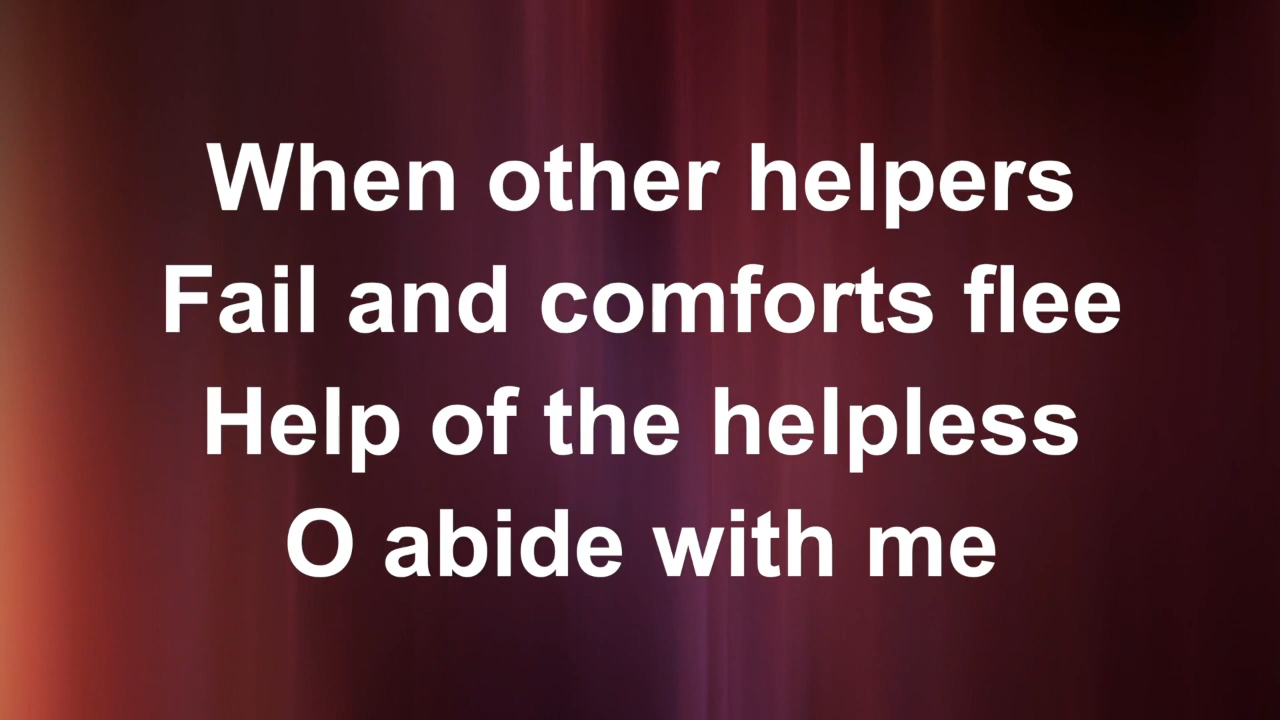 When other helpers
Fail and comforts flee
Help of the helpless
O abide with me